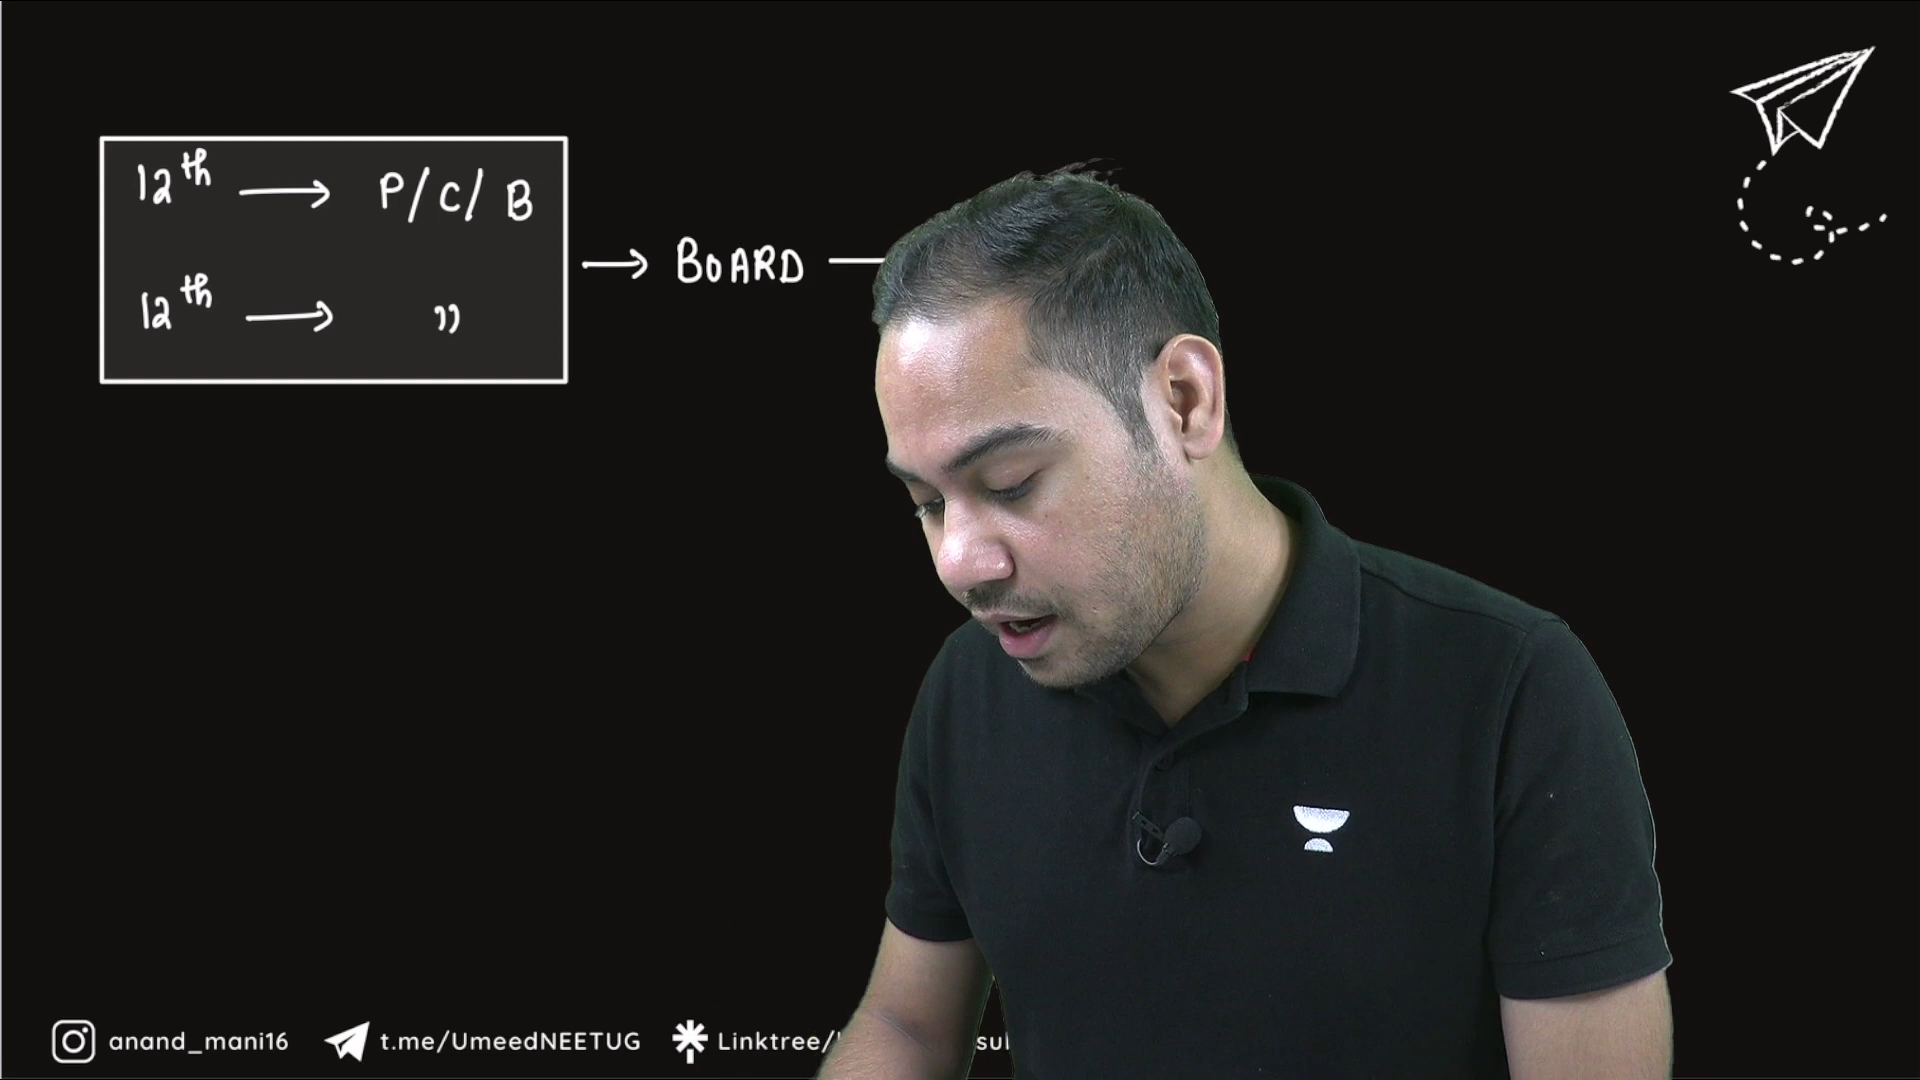 12th → P/C/B
12th → "
→ BOARD —
anand_mani16
t.me/UmeedNEETUG
Linktree/